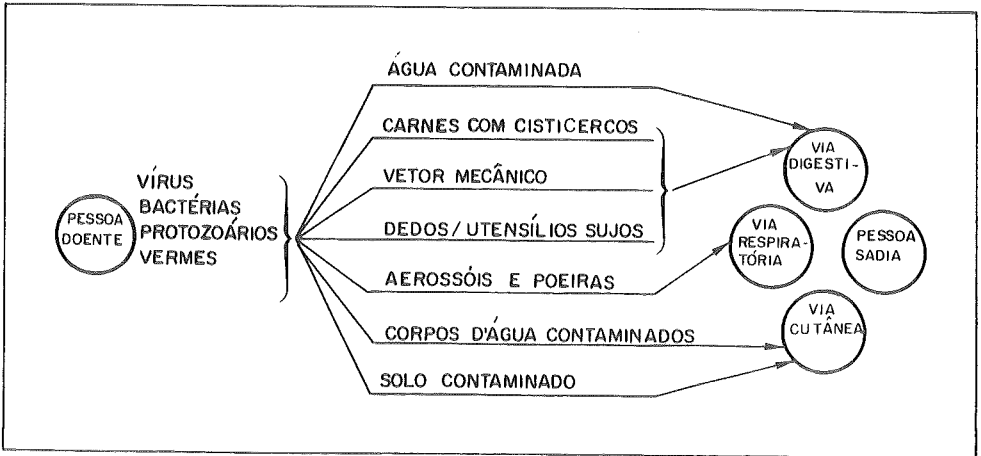 PESSOA
DOENTE
VÍRUS
BACTÉRIAS
PROTOZOÁRIOS
VERMES
ÁGUA CONTAMINADA
CARNES COM CISTICERCOS
VETOR MECÂNICO
DEDOS/UTENSÍLIOS SUJOS
AEROSSÓIS E POEIRAS
CORPOS D'ÁGUA CONTAMINADOS
SOLO CONTAMINADO
VIA
DIGESTI-
VA
VIA
RESPIRA-
TÓRIA
PESSOA
SADIA
VIA
CUTÂNEA